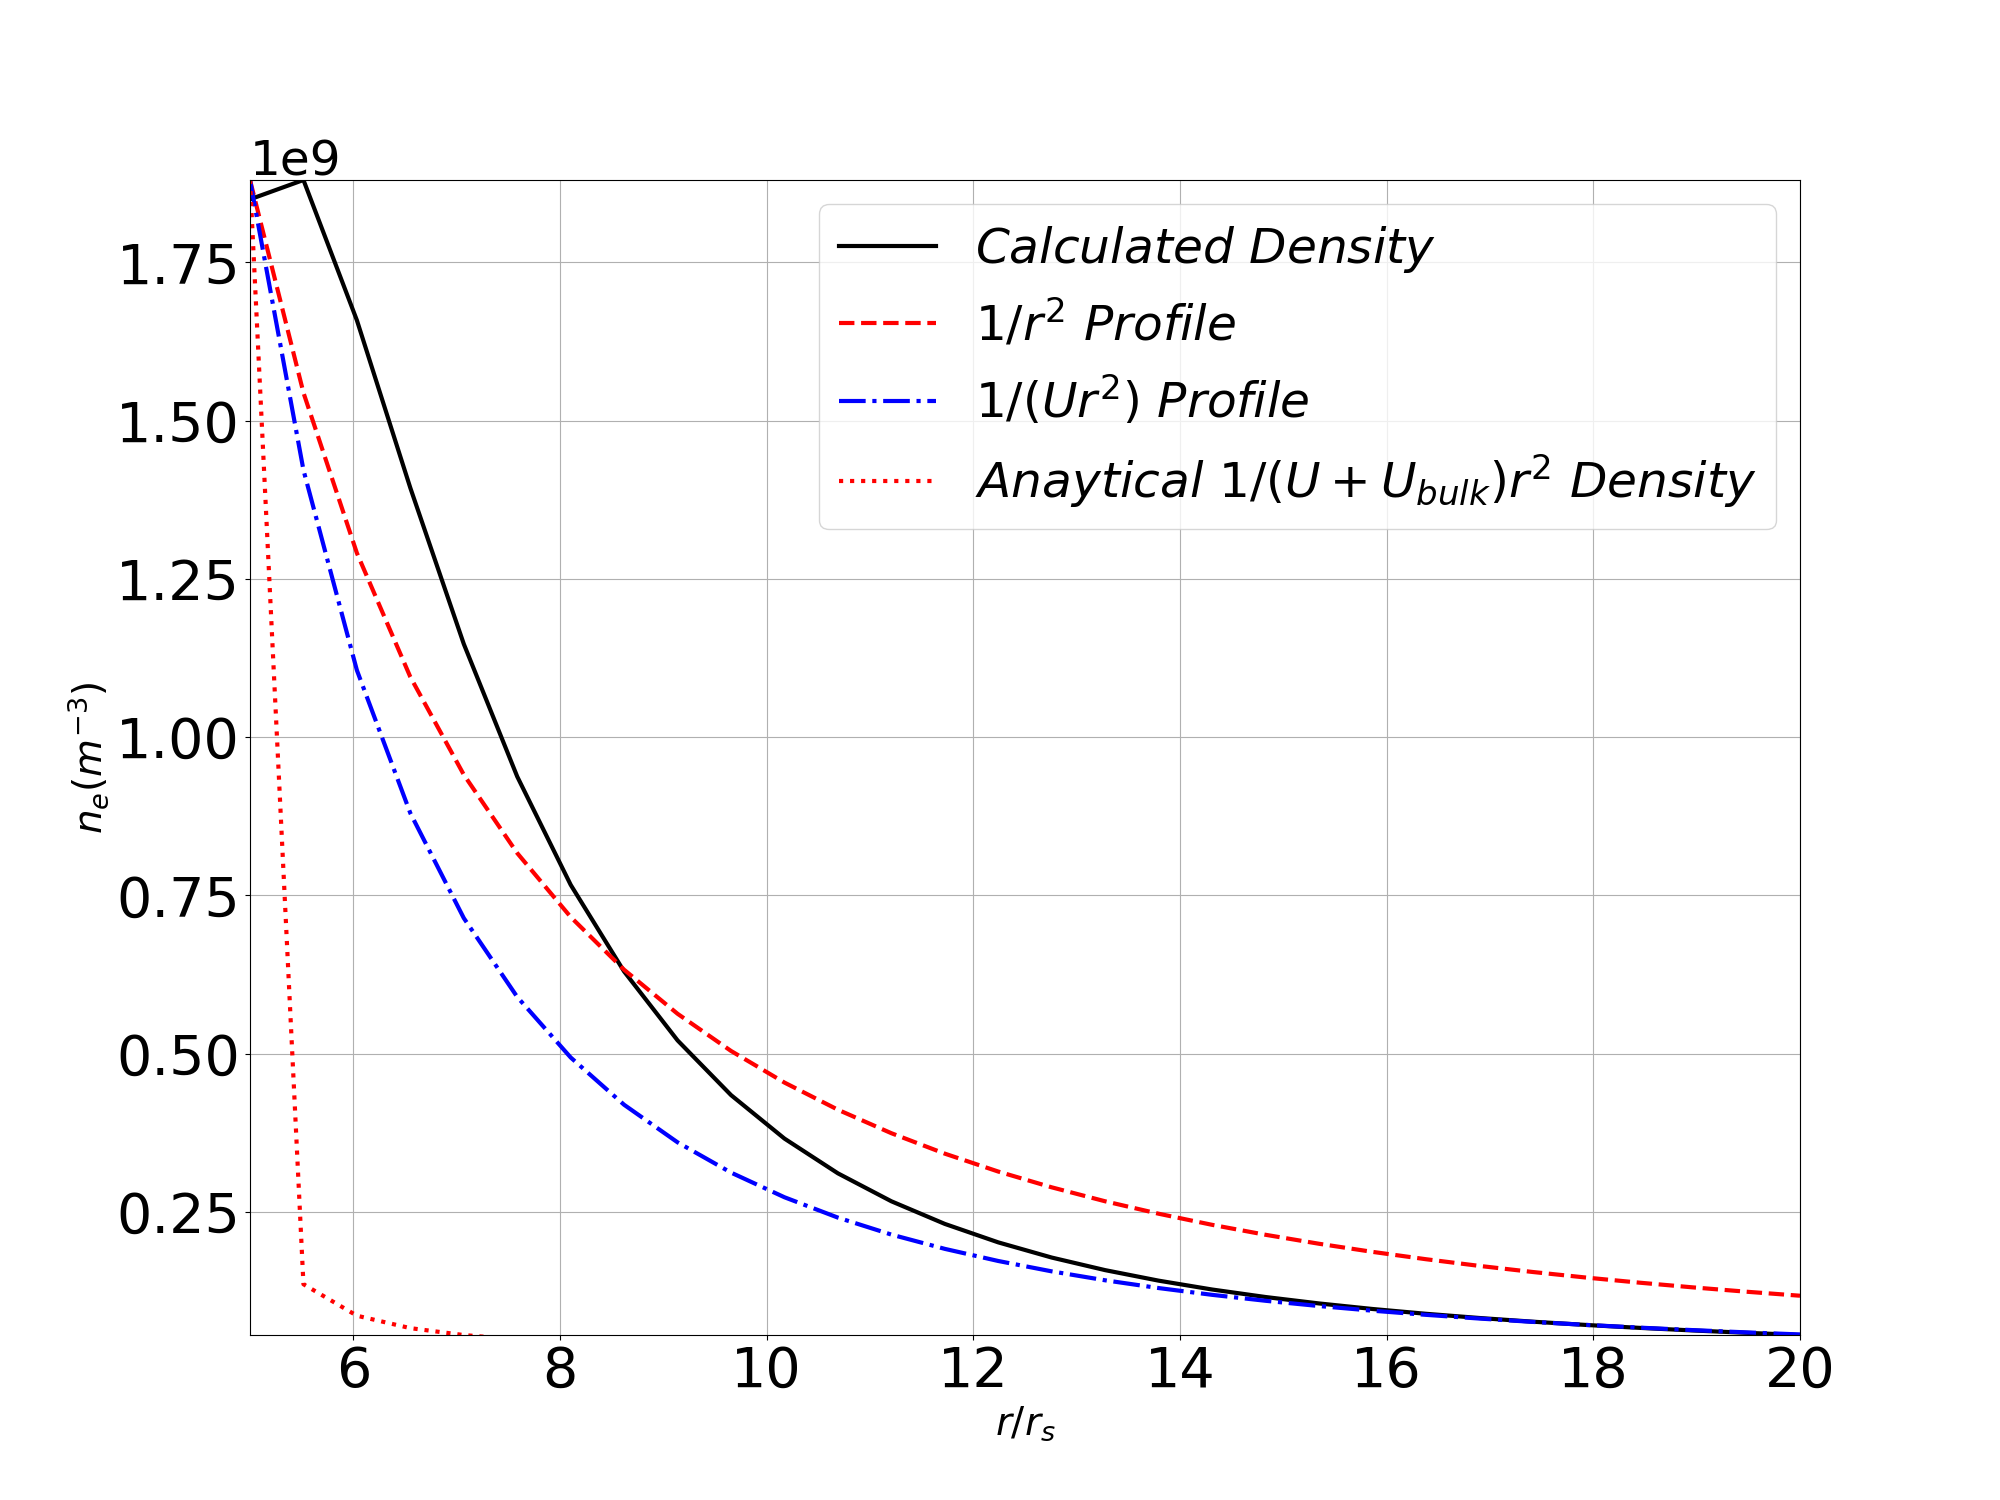 1e9
1.75
1.50
1.25
1.00
0.75
0.50
0.25
n_e(m^{-3})
Calculated Density
1/r^2 Profile
1/(Ur^2) Profile
Anaytical 1/(U + U_{bulk})r^2 Density
6 8 10 12 14 16 18 20
r/r_s